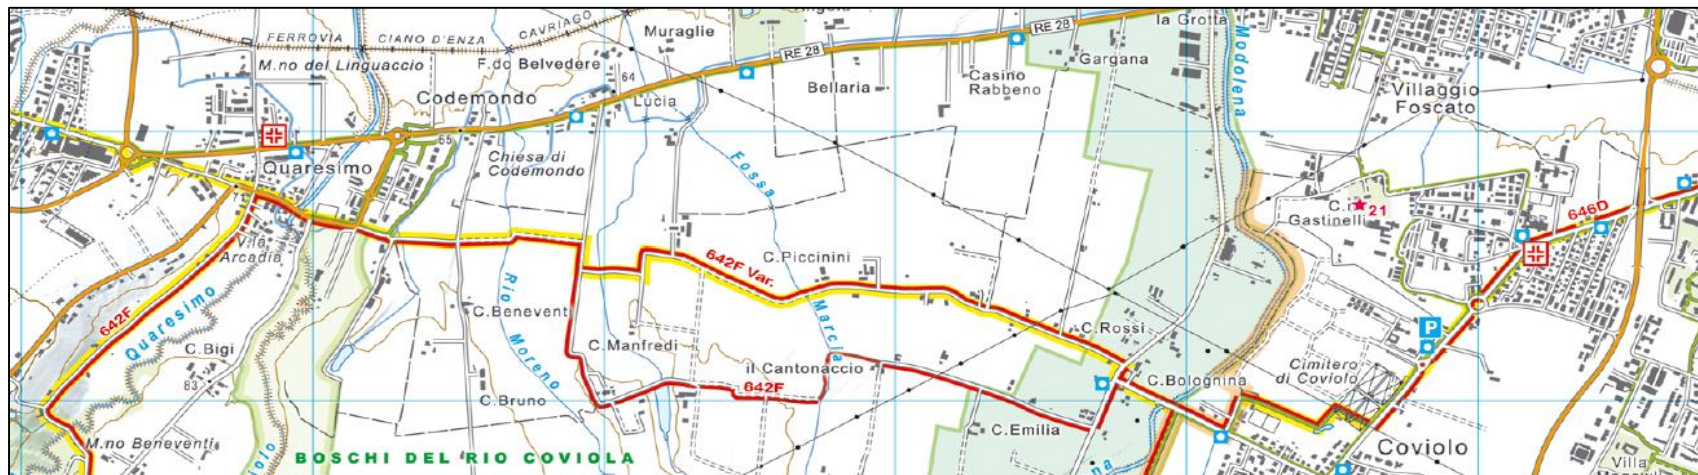 FERROVIA
CIANO D'ENZA
CAVRIAGO
M.no del Linguaccio
F.do Belvedere
Muraglie
64
RE 28
RE 28
la Grotta
Modolena
Gargana
Bellaria
Casino
Rabbeno
Villaggio
Foscato
Codemondo
Lucia
65
Chiesa di
Codemondo
Quaresimo
Fossa
Marcia
V.la
Arcadia
Gastinelli
21
646D
642F
Quaresimo
C.Bigi
83
M.no Beneventi
C.Beneventi
Rio
Moreno
C.Manfredi
C.Bruno
642F Var.
C.Piccinini
il Cantonaccio
642F
C.Rossi
C.Bolognina
C.Emilia
P
Cimitero
di Coviolo
Coviolo
Villa
BOSCHI DEL RIO COVIOLA